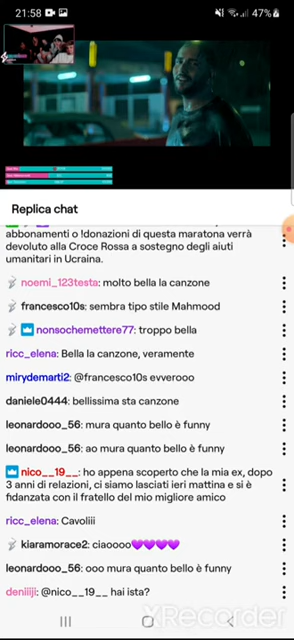 21:58
47%
Replica chat
abbonamenti o !donazioni di questa maratona verrà
devoluto alla Croce Rossa a sostegno degli aiuti
umanitari in Ucraina.
noemi_123testa: molto bella la canzone
francesco10s: sembra tipo stile Mahmood
nonsochemettere77: troppo bella
ricc_elena: Bella la canzone, veramente
mirydemarti2: @francesco10s evverooo
daniele0444: bellissima sta canzone
leonardooo_56: mura quanto bello è funny
leonardooo_56: ao mura quanto bello è funny
nico__19__: ho appena scoperto che la mia ex, dopo
3 anni di relazioni, ci siamo lasciati ieri mattina e si è
fidanzata con il fratello del mio migliore amico
ricc_elena: Cavoliii
kiaramorace2: ciaoooo💜💜💜💜
leonardooo_56: ooo mura quanto bello è funny
deniiiji: @nico__19__ hai ista?
XRecorder